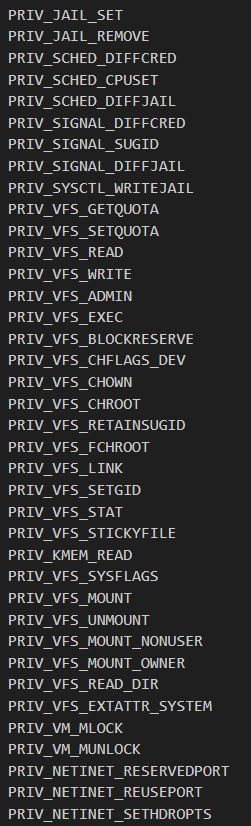 PRIV_JAIL_SET
PRIV_JAIL_REMOVE
PRIV_SCHED_DIFFCRED
PRIV_SCHED_CPUSET
PRIV_SCHED_DIFFJAIL
PRIV_SIGNAL_DIFFCRED
PRIV_SIGNAL_SUGID
PRIV_SIGNAL_DIFFJAIL
PRIV_SYSCTL_WRITEJAIL
PRIV_VFS_GETQUOTA
PRIV_VFS_SETQUOTA
PRIV_VFS_READ
PRIV_VFS_WRITE
PRIV_VFS_ADMIN
PRIV_VFS_EXEC
PRIV_VFS_BLOCKRESERVE
PRIV_VFS_CHFLAGS_DEV
PRIV_VFS_CHOWN
PRIV_VFS_CHROOT
PRIV_VFS_RETAINSUGID
PRIV_VFS_FCHROOT
PRIV_VFS_LINK
PRIV_VFS_SETGID
PRIV_VFS_STAT
PRIV_VFS_STICKYFILE
PRIV_KMEM_READ
PRIV_VFS_SYSFLAGS
PRIV_VFS_MOUNT
PRIV_VFS_UNMOUNT
PRIV_VFS_MOUNT_NONUSER
PRIV_VFS_MOUNT_OWNER
PRIV_VFS_READ_DIR
PRIV_VFS_EXTATTR_SYSTEM
PRIV_VM_MLOCK
PRIV_VM_MUNLOCK
PRIV_NETINET_RESERVEDPORT
PRIV_NETINET_REUSEPORT
PRIV_NETINET_SETHDROPTS